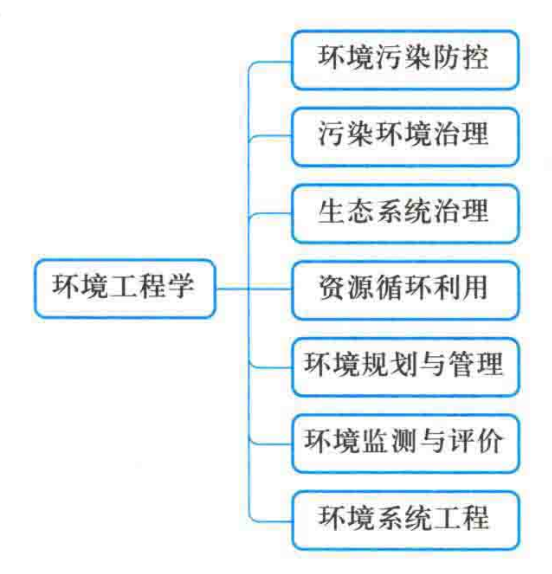 环境污染防控
污染环境治理
生态系统治理
环境工程学
资源循环利用
环境规划与管理
环境监测与评价
环境系统工程